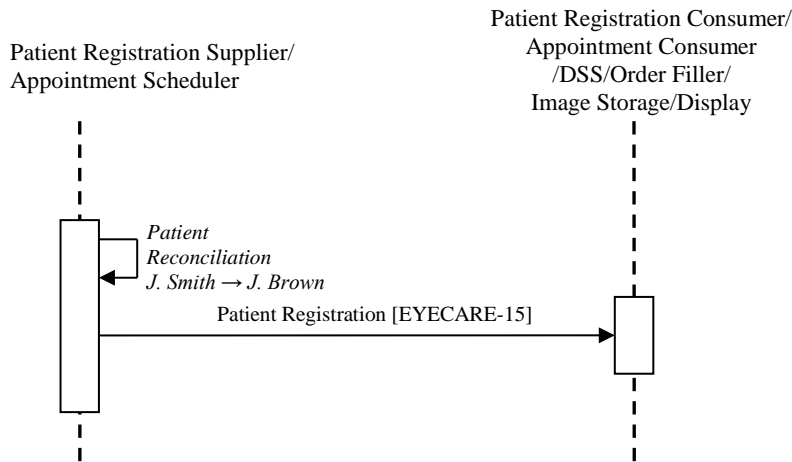 Patient Registration Supplier/
Appointment Scheduler
Patient Registration Consumer/
Appointment Consumer
/DSS/Order Filler/
Image Storage/Display
Patient
Reconciliation
J. Smith → J. Brown
Patient Registration [EYECARE-15]